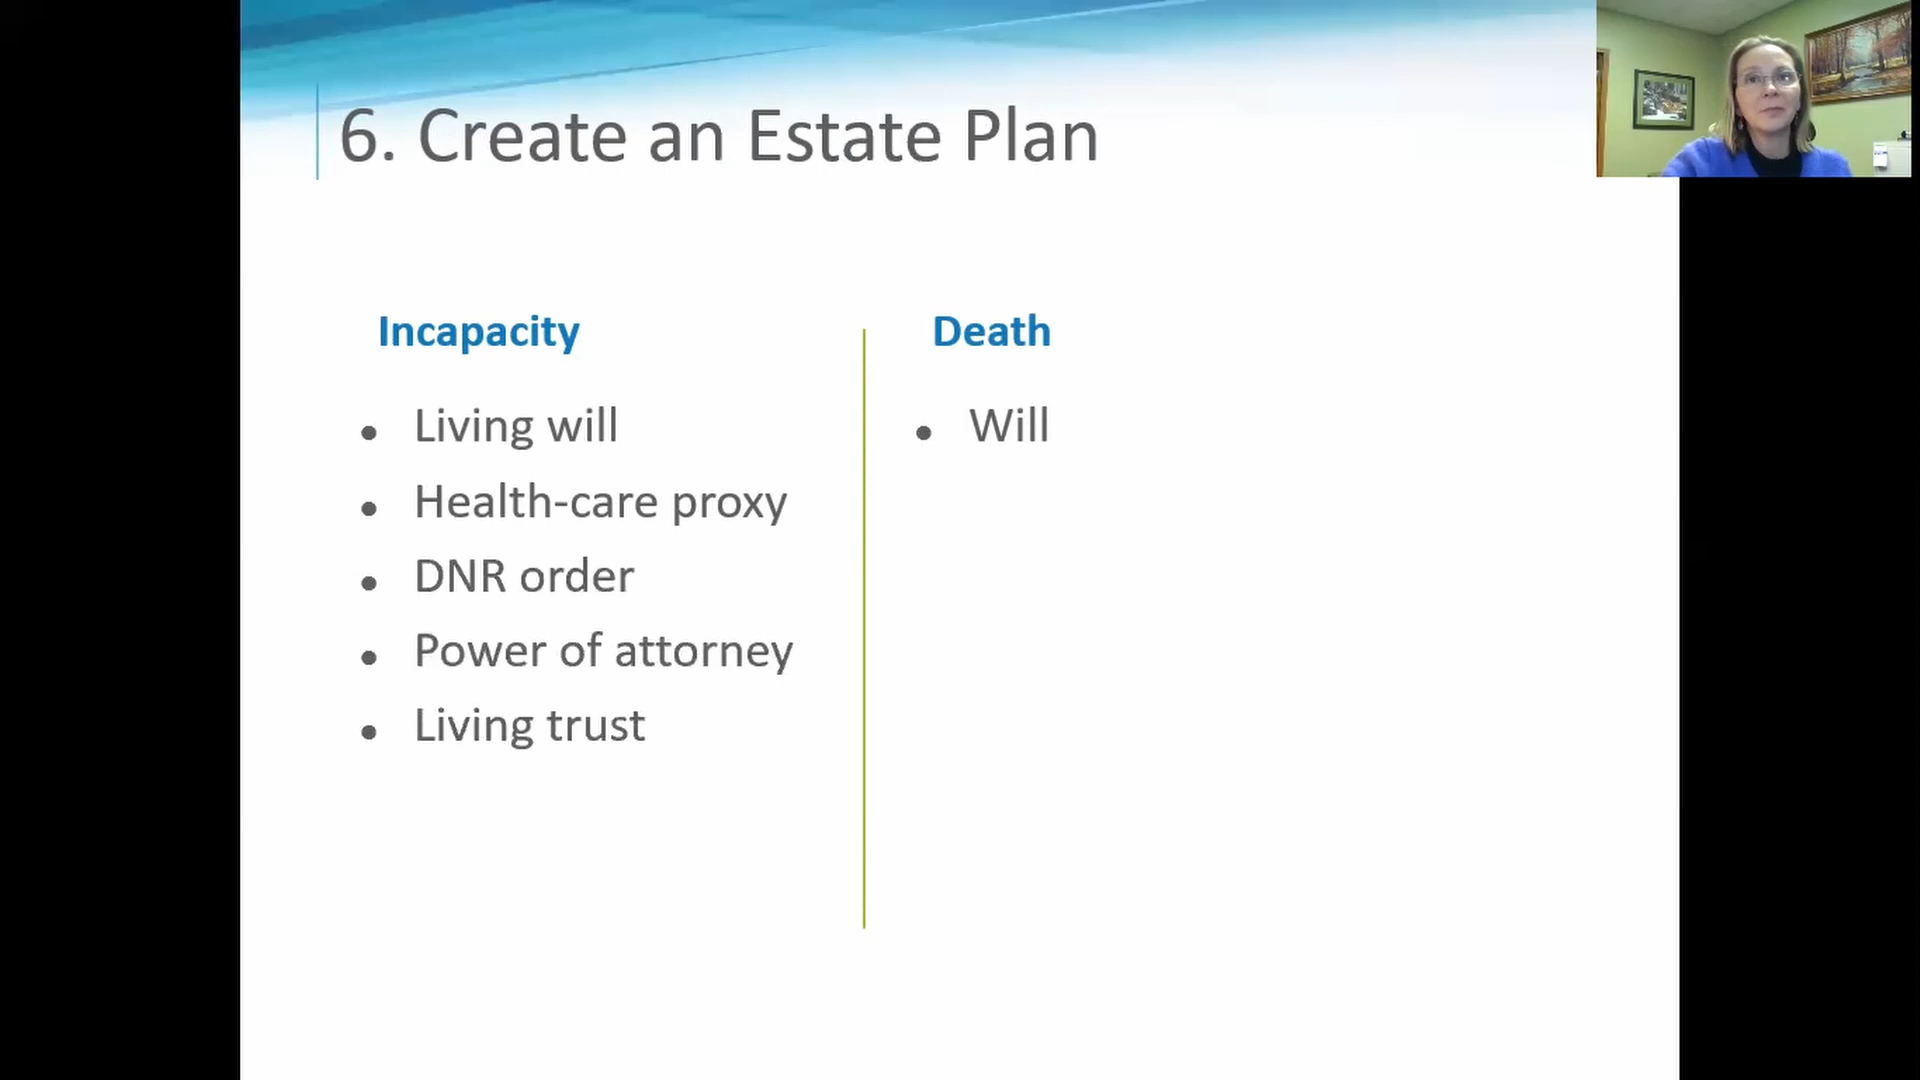 6. Create an Estate Plan
Incapacity
• Living will
• Health-care proxy
• DNR order
• Power of attorney
• Living trust
Death
• Will